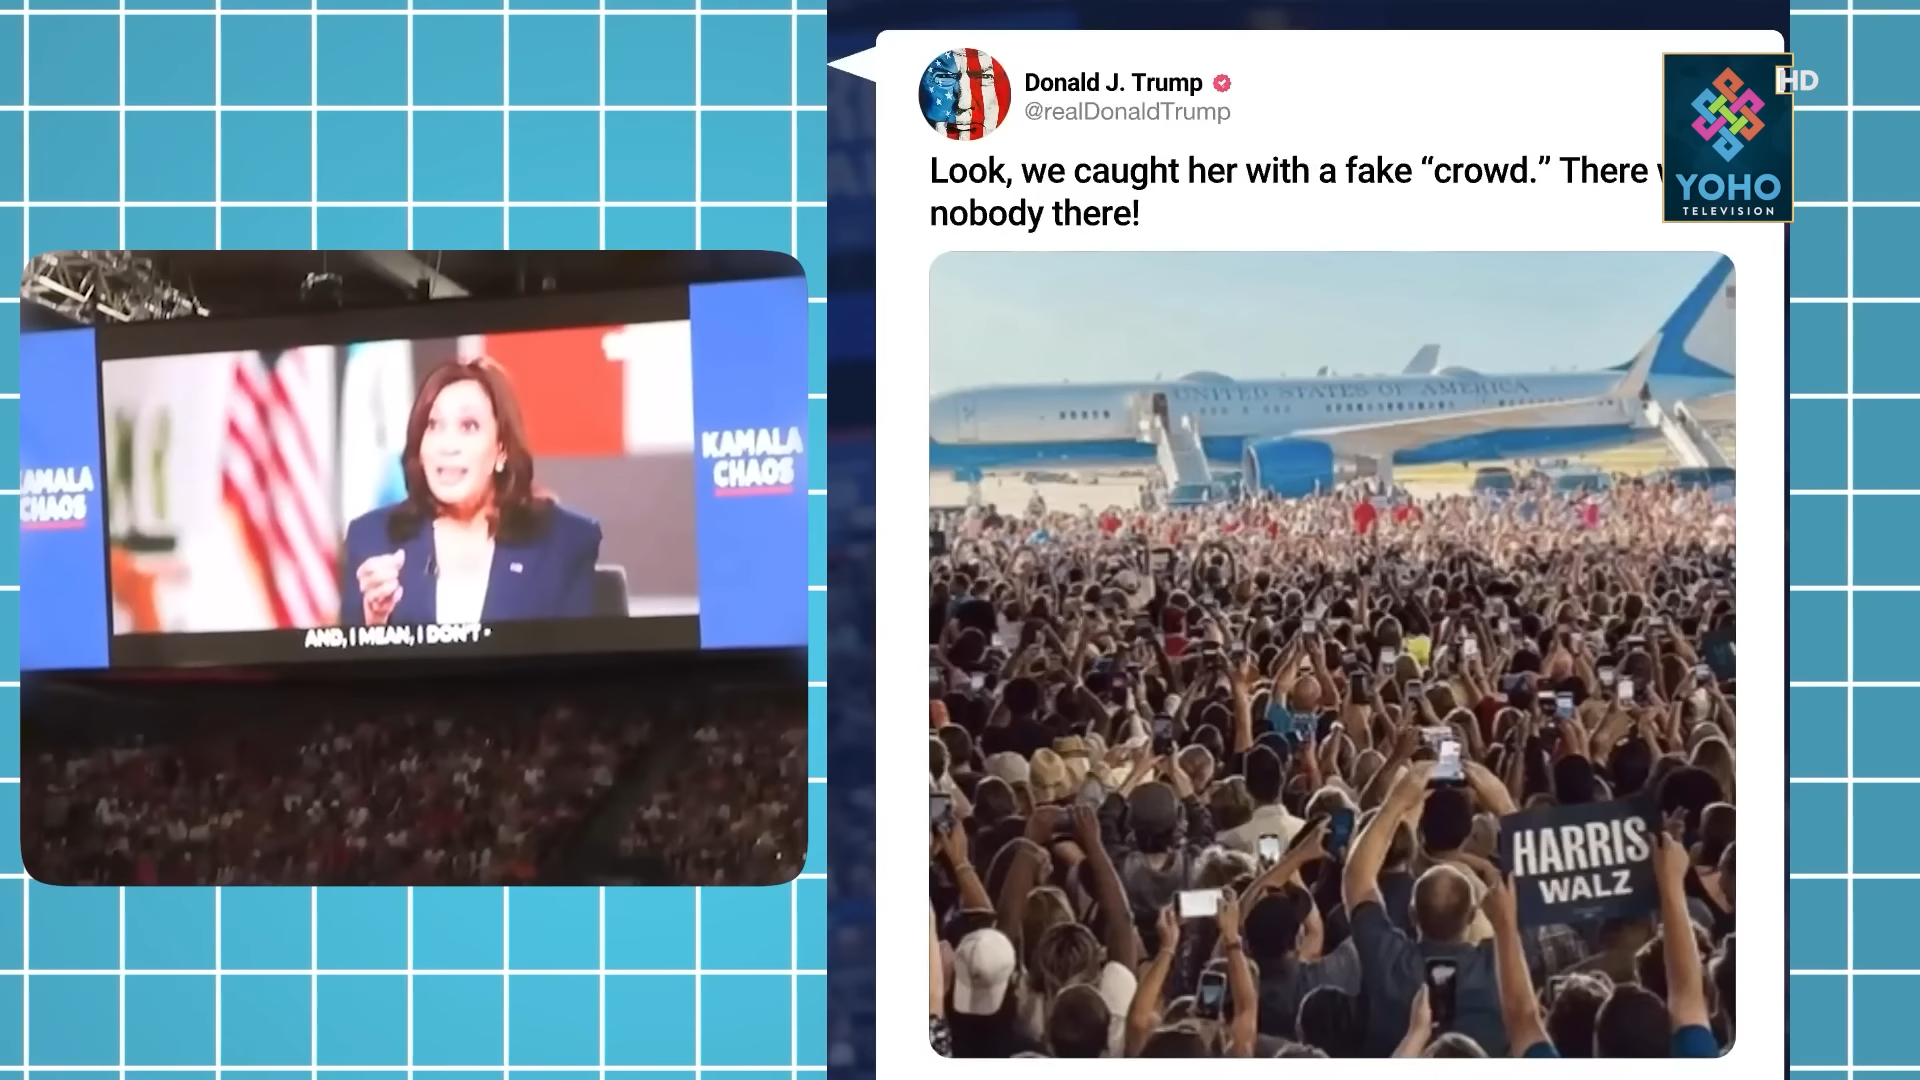 Donald J. Trump
@realDonaldTrump
Look, we caught her with a fake “crowd.” There
nobody there!
HD
YOHO
TELEVISION
UNITED STATES OF AMERICA
KAMALA
CHAOS
AMALA
CHAOS
AND, I MEAN, I DON'T -
HARRIS
WALZ